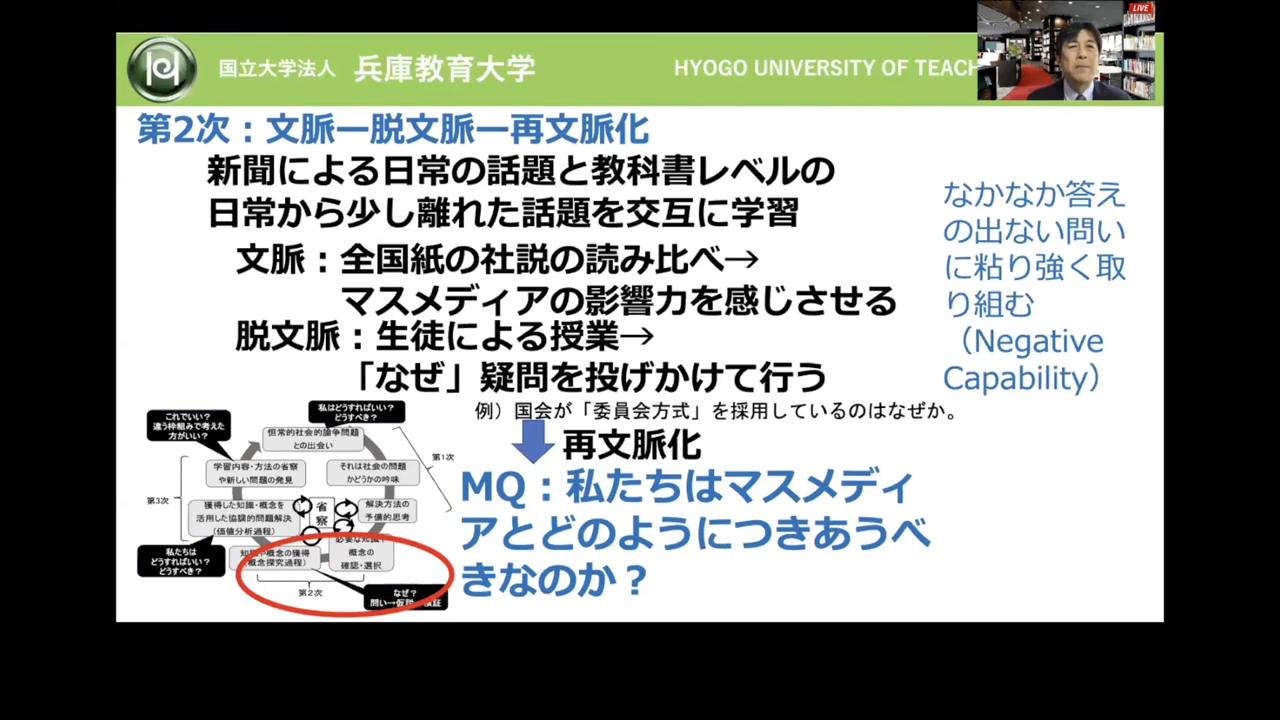 LIVE
国立大学法人 兵庫教育大学
HYOGO UNIVERSITY OF TEACH
第2次：文脈―脱文脈―再文脈化
新聞による日常の話題と教科書レベルの
日常から少し離れた話題を交互に学習
文脈：全国紙の社説の読み比べ→
マスメディアの影響力を感じさせる
脱文脈：生徒による授業→
「なぜ」疑問を投げかけて行う
例）国会が「委員会方式」を採用しているのはなぜか。
再文脈化
MQ：私たちはマスメディ
アとどのようにつきあうべ
きなのか？
なかなか答え
の出ない問い
に粘り強く取
り組む
（Negative
Capability）
これでいい？
違う枠組みで考えた
方がいい？
私はどうすればいい？
どうすべき？
恒常的社会的論争問題
との出会い
第1次
学習内容・方法の省察
や新しい問題の発見
それは社会の問題
かどうかの吟味
第3次
獲得した知識・概念を
活用した協調的問題解決
（価値分析過程）
省
察
解決方法の
予備的思考
私たちは
どうすればいい？
どうすべき？
知識や概念の獲得
概念探究過程）
必要な知識や
概念の
確認・選択
第2次
なぜ？
問い→仮説 検証